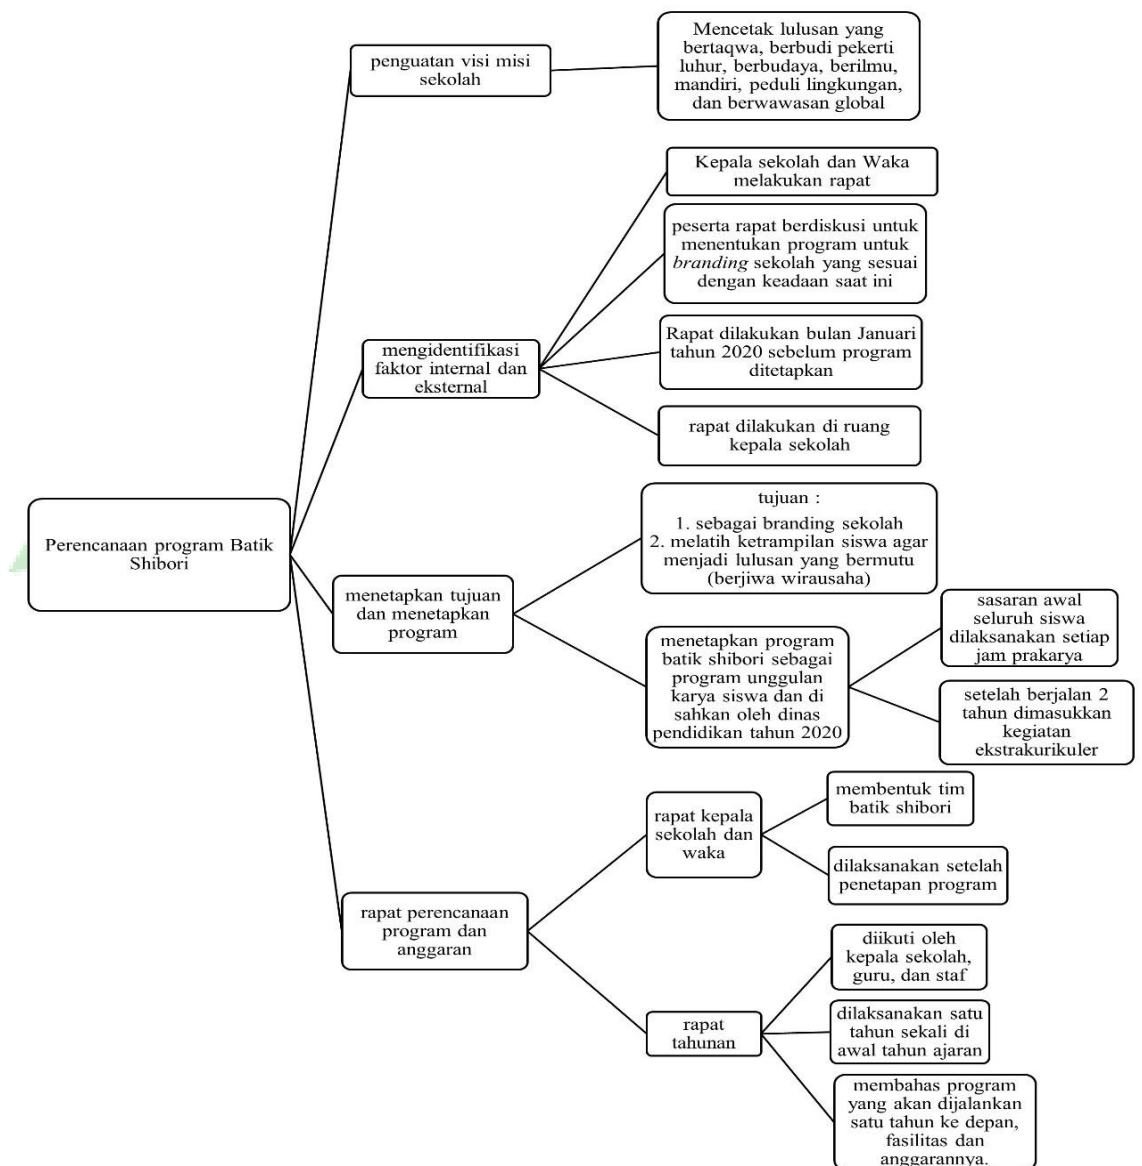 Perencanaan program Batik
Shibori
penguatan visi misi
sekolah
Mencetak lulusan yang
bertaqwa, berbudi pekerti
luhur, berbudaya, berilmu,
mandiri, peduli lingkungan,
dan berwawasan global
mengidentifikasi
faktor internal dan
eksternal
Kepala sekolah dan Waka
melakukan rapat
peserta rapat berdiskusi untuk
menentukan program untuk
branding sekolah yang sesuai
dengan keadaan saat ini
Rapat dilakukan bulan Januari
tahun 2020 sebelum program
ditetapkan
rapat dilakukan di ruang
kepala sekolah
menetapkan tujuan
dan menetapkan
program
tujuan :
1. sebagai branding sekolah
2. melatih ketrampilan siswa agar
menjadi lulusan yang bermutu
(berjiwa wirausaha)
menetapkan program
batik shibori sebagai
program unggulan
karya siswa dan di
sahkan oleh dinas
pendidikan tahun 2020
sasaran awal
seluruh siswa
dilaksanakan setiap
jam prakarya
setelah berjalan 2
tahun dimasukkan
kegiatan
ekstrakurikuler
rapat perencanaan
program dan
anggaran
rapat kepala
sekolah dan
waka
membentuk tim
batik shibori
dilaksanakan setelah
penetapan program
rapat
tahunan
diikuti oleh
kepala sekolah,
guru, dan staf
dilaksanakan satu
tahun sekali di
awal tahun ajaran
membahas program
yang akan dijalankan
satu tahun ke depan,
fasilitas dan
anggarannya.